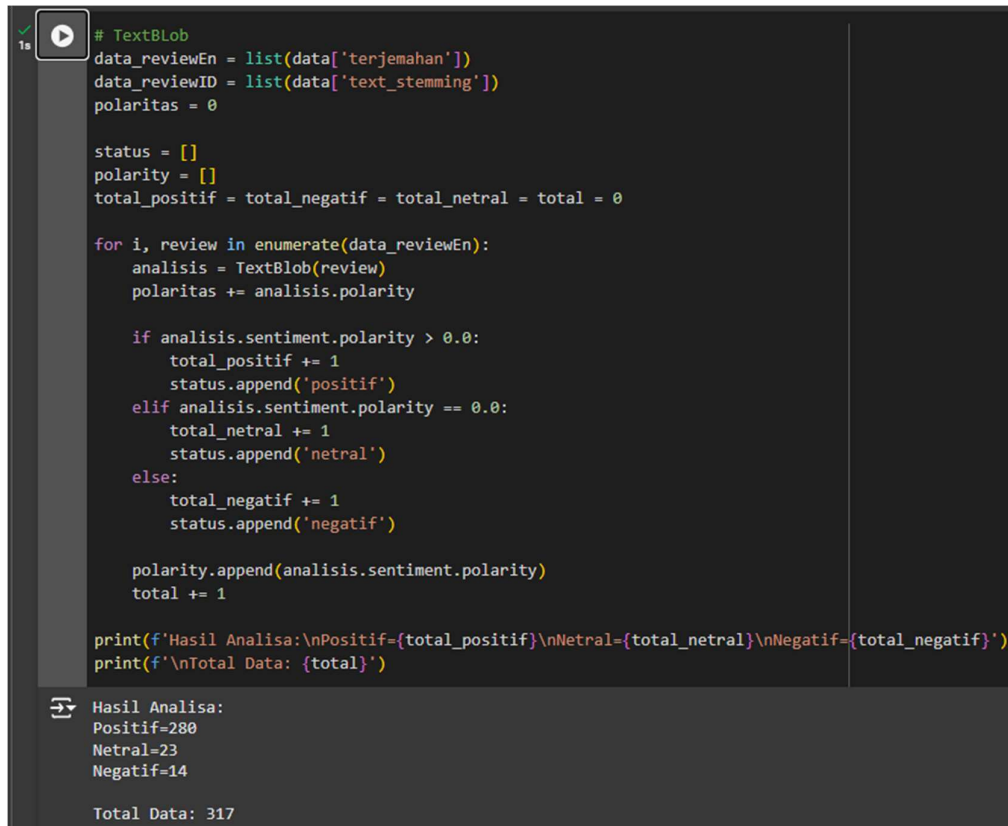 1s
# TextBLob
data_reviewEn = list(data['terjemahan'])
data_reviewID = list(data['text_stemming'])
polaritas = 0

status = []
polarity = []
total_positif = total_negatif = total_netral = total = 0

for i, review in enumerate(data_reviewEn):
    analisis = TextBlob(review)
    polaritas += analisis.polarity

    if analisis.sentiment.polarity > 0.0:
        total_positif += 1
        status.append('positif')
    elif analisis.sentiment.polarity == 0.0:
        total_netral += 1
        status.append('netral')
    else:
        total_negatif += 1
        status.append('negatif')

    polarity.append(analisis.sentiment.polarity)
    total += 1

print(f'Hasil Analisa:\nPositif={total_positif}\nNetral={total_netral}\nNegatif={total_negatif}')
print(f'\nTotal Data: {total}')
Hasil Analisa:
Positif=280
Netral=23
Negatif=14

Total Data: 317